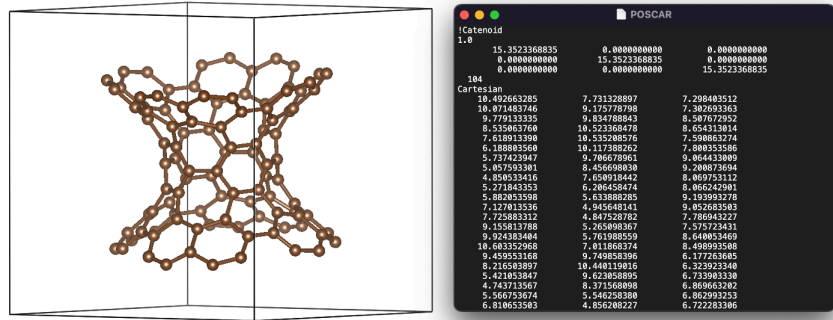 POSCAR
!Catenoid
1.0
15.3523368835 0.0000000000 0.0000000000
0.0000000000 15.3523368835 0.0000000000
0.0000000000 0.0000000000 15.3523368835
104
Cartesian
10.492663285 7.731328897 7.298403512
10.071483746 9.175778798 7.302693363
9.779133335 9.834788843 8.507672952
8.535063760 10.523368478 8.654313014
7.618913390 10.535208576 7.590863274
6.188803560 10.117388262 7.800353586
5.737423947 9.706678961 9.064433009
5.057593301 8.456698030 9.200873694
4.850533416 7.650918442 8.069753112
5.271843353 6.206458474 8.066242901
5.882053598 5.633888285 9.193993278
7.127013536 4.945648141 9.052683503
7.725883312 4.847528782 7.786943227
9.155813788 5.265098367 7.575723431
9.924383404 5.761988559 8.640053469
10.603352968 7.011868374 8.498993508
9.459553168 9.749858396 6.177263605
8.216503897 10.440119016 6.323923340
5.421053847 9.623058895 6.733903330
4.743713567 8.371568098 6.869663202
5.566753674 5.546258380 6.862993253
6.810653503 4.856208227 6.722283306